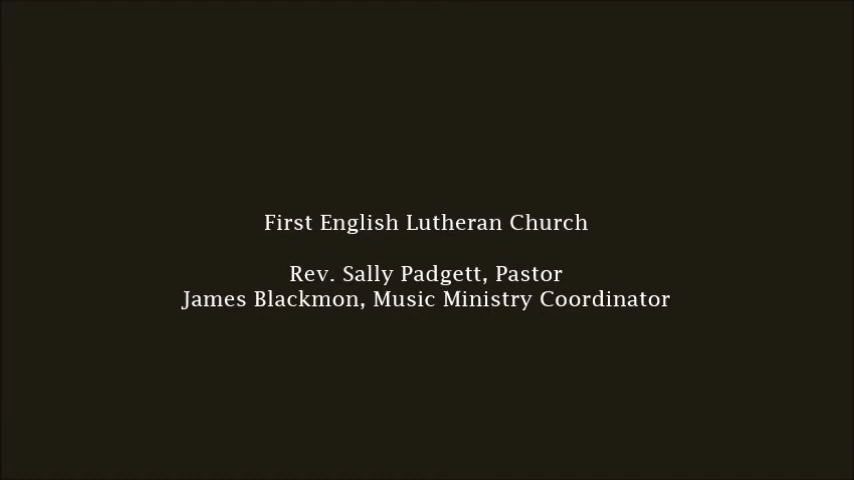 First English Lutheran Church
Rev. Sally Padgett, Pastor
James Blackmon, Music Ministry Coordinator